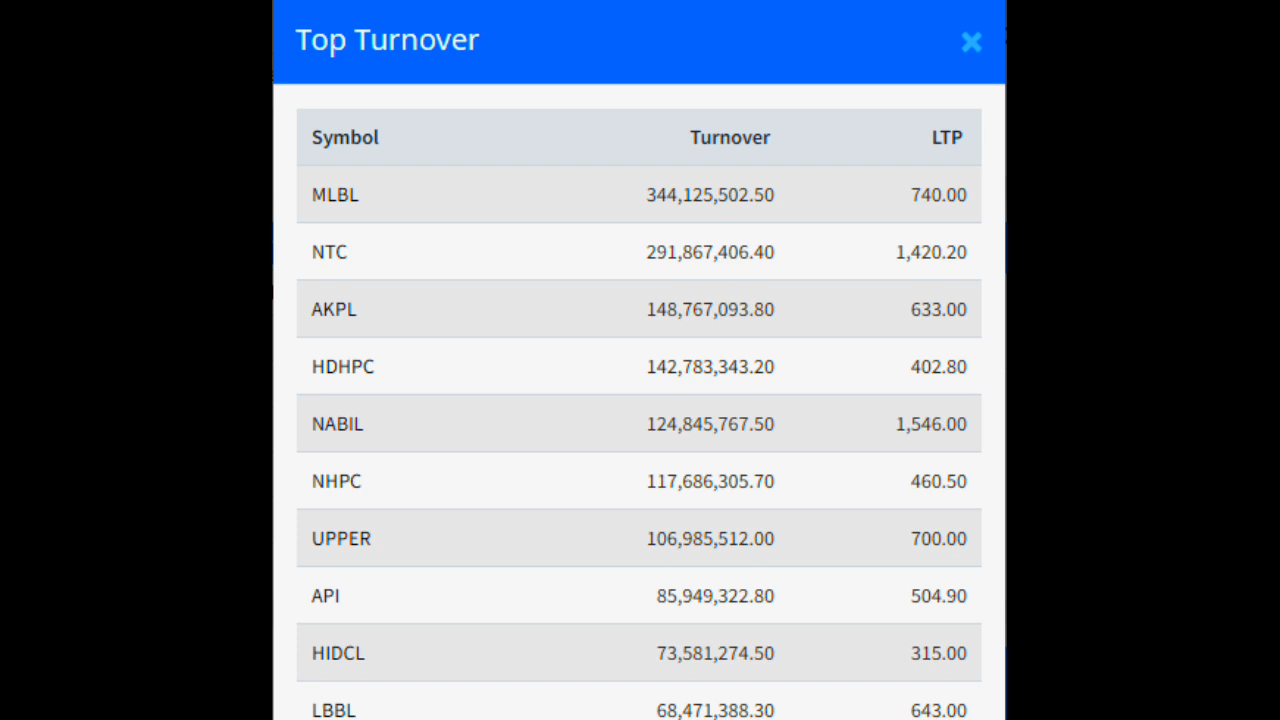 Top Turnover
Symbol Turnover LTP
MLBL 344,125,502.50 740.00
NTC 291,867,406.40 1,420.20
AKPL 148,767,093.80 633.00
HDHPC 142,783,343.20 402.80
NABIL 124,845,767.50 1,546.00
NHPC 117,686,305.70 460.50
UPPER 106,985,512.00 700.00
API 85,949,322.80 504.90
HIDCL 73,581,274.50 315.00
LBBL 68,471,388.30 643.00